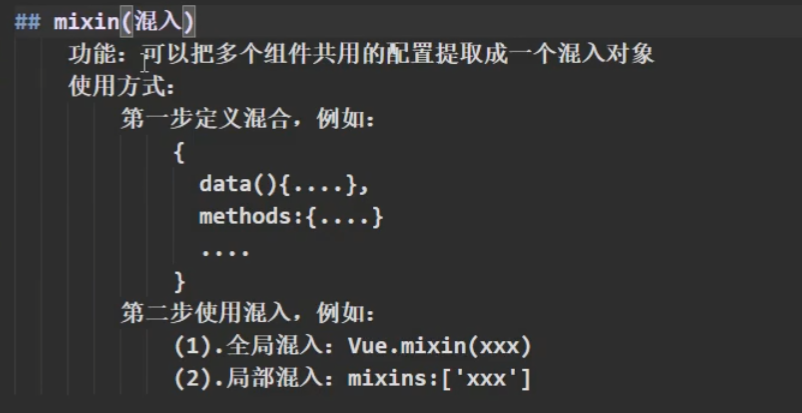 ## mixin(混入)
功能：可以把多个组件共用的配置提取成一个混入对象
使用方式：
第一步定义混合，例如：
{
data(){....},
methods:{....}
....
}
第二步使用混入，例如：
(1).全局混入：Vue.mixin(xxx)
(2).局部混入：mixins:['xxx']